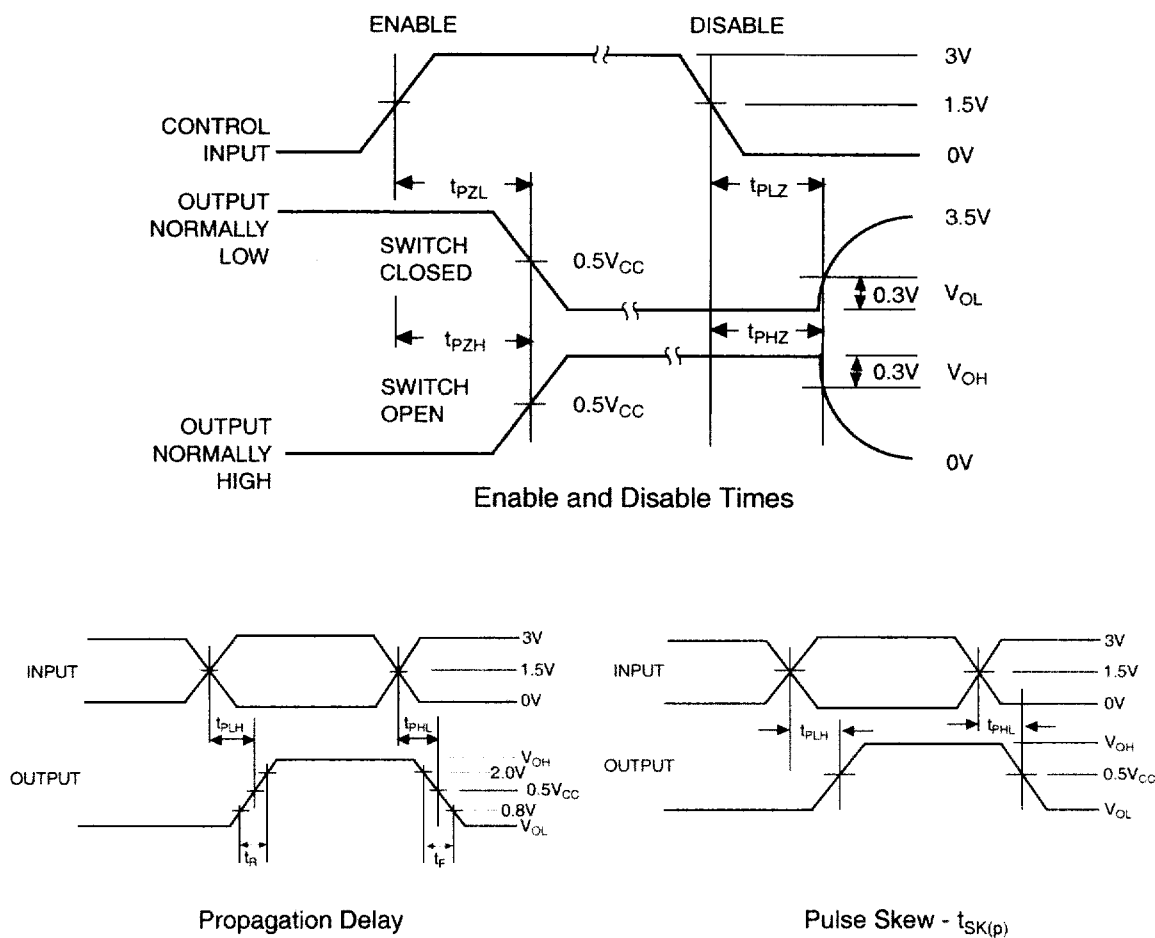 ENABLE
DISABLE
3V
1.5V
0V
CONTROL
INPUT
tPZL
tPLZ
OUTPUT
NORMALLY
LOW
3.5V
SWITCH
CLOSED
0.5VCC
0.3V
VOL
tPZH
tPHZ
0.3V
VOH
SWITCH
OPEN
0.5VCC
OUTPUT
NORMALLY
HIGH
0V
Enable and Disable Times
INPUT
3V
1.5V
0V
tPLH
tPHL
OUTPUT
VOH
2.0V
0.5VCC
0.8V
VOL
tR
tF
Propagation Delay
INPUT
3V
1.5V
0V
tPLH
tPHL
OUTPUT
VOH
0.5VCC
VOL
Pulse Skew - tSK(p)